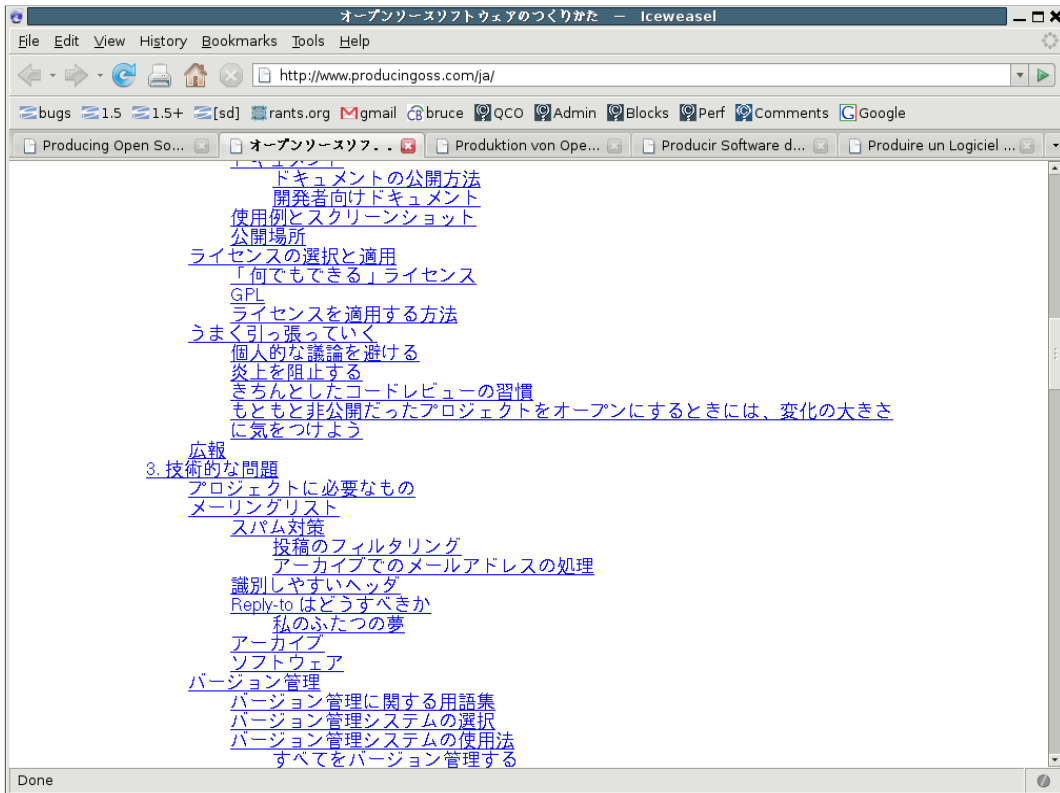 オープンソースソフトウェアのつくりかた — Iceweasel
File Edit View History Bookmarks Tools Help
http://www.producingoss.com/ja/
bugs 1.5 1.5+ [sd] rants.org gmail bruce QCO Admin Blocks Perf Comments Google
Producing Open So... オープンソースソフ. . Produktion von Ope... Producir Software d... Produire un Logiciel ...
ドキュメント
ドキュメントの公開方法
開発者向けドキュメント
使用例とスクリーンショット
公開場所
ライセンスの選択と適用
「何でもできる」ライセンス
GPL
ライセンスを適用する方法
うまく引っ張っていく
個人的な議論を避ける
炎上を阻止する
きちんとしたコードレビューの習慣
もともと非公開だったプロジェクトをオープンにするときには、変化の大きさ
に気をつけよう
広報
3. 技術的な問題
プロジェクトに必要なもの
メーリングリスト
スパム対策
投稿のフィルタリング
アーカイブでのメールアドレスの処理
識別しやすいヘッダ
Reply-to はどうすべきか
私のふたつの夢
アーカイブ
ソフトウェア
バージョン管理
バージョン管理に関する用語集
バージョン管理システムの選択
バージョン管理システムの使用法
すべてをバージョン管理する
Done